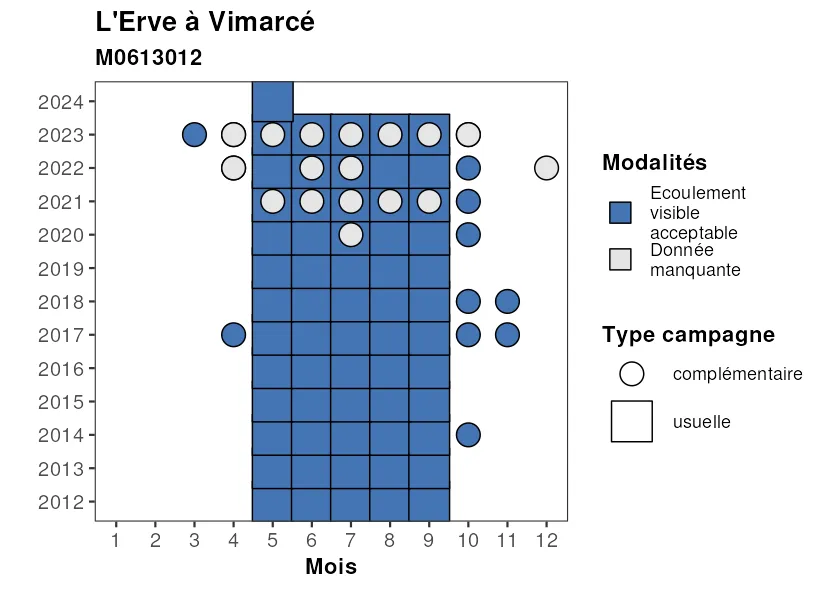 L'Erve à Vimarcé
M0613012
2024
2023
2022
2021
2020
2019
2018
2017
2016
2015
2014
2013
2012
1 2 3 4 5 6 7 8 9 10 11 12
Mois
Modalités
Ecoulement
visible
acceptable
Donnée
manquante
Type campagne
complémentaire
usuelle